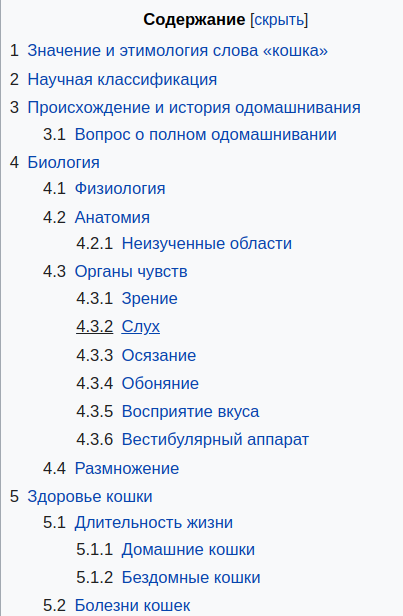 Содержание [скрыть]
1 Значение и этимология слова «кошка»
2 Научная классификация
3 Происхождение и история одомашнивания
3.1 Вопрос о полном одомашнивании
4 Биология
4.1 Физиология
4.2 Анатомия
4.2.1 Неизученные области
4.3 Органы чувств
4.3.1 Зрение
4.3.2 Слух
4.3.3 Осязание
4.3.4 Обоняние
4.3.5 Восприятие вкуса
4.3.6 Вестибулярный аппарат
4.4 Размножение
5 Здоровье кошки
5.1 Длительность жизни
5.1.1 Домашние кошки
5.1.2 Бездомные кошки
5.2 Болезни кошек